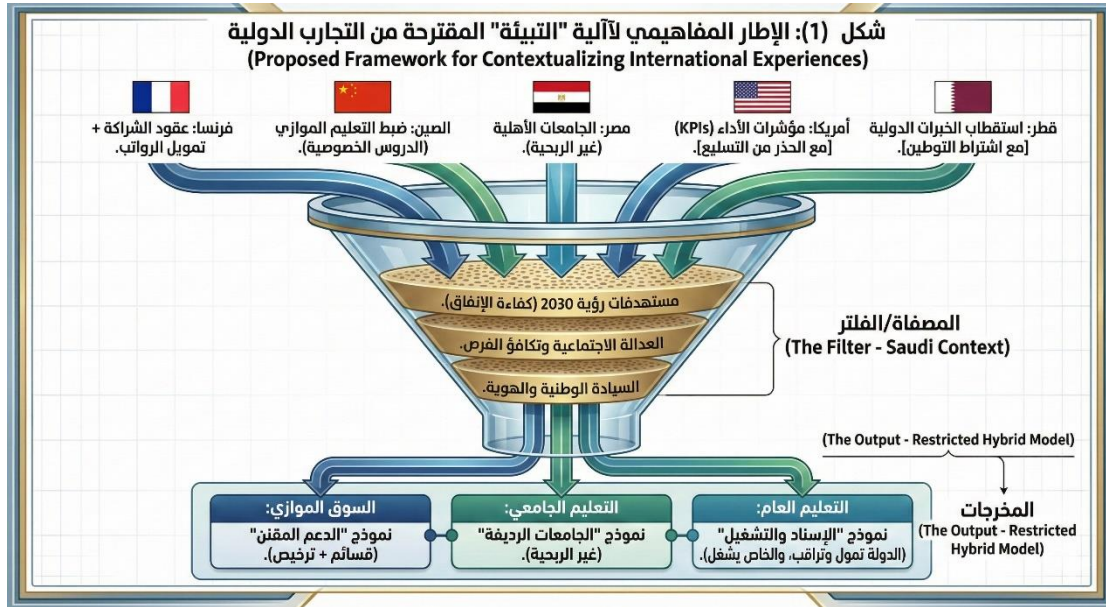 شكل (1): الإطار المفاهيمي لآآلية "التبيئة" المقترحة من التجارب الدولية
(Proposed Framework for Contextualizing International Experiences)
قطر: استقطاب الخبرات الدولية
[مع اشتراط التوطين].
أمريكا: مؤشرات الأداء (KPIs)
[مع الحذر من التسليع].
مصر: الجامعات الأهلية
(غير الربحية).
الصين: ضبط التعليم الموازي
(الدروس الخصوصية).
فرنسا: عقود الشراكة +
تمويل الرواتب.
مستهدفات رؤية 2030 (كفاءة الإنفاق).
العدالة الاجتماعية وتكافؤ الفرص.
السيادة الوطنية والهوية.
المصفاة/الفلتر
(The Filter - Saudi Context)
(The Output - Restricted Hybrid Model)
المخرجات
(The Output - Restricted
Hybrid Model)
التعليم العام:
نموذج "الإسناد والتشغيل"
(الدولة تمول وتراقب، والخاص يشغل).
التعليم الجامعي:
نموذج "الجامعات الرديفة"
(غير الربحية).
السوق الموازي:
نموذج "الدعم المقنن"
(قسائم + ترخيص).